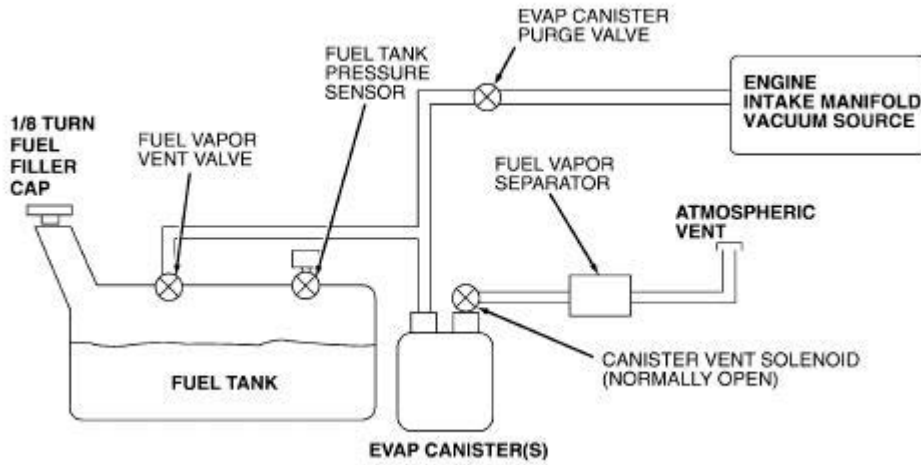 EVAP CANISTER
PURGE VALVE
FUEL TANK
PRESSURE
SENSOR
ENGINE
INTAKE MANIFOLD
VACUUM SOURCE
1/8 TURN
FUEL
FILLER
CAP
FUEL VAPOR
VENT VALVE
FUEL VAPOR
SEPARATOR
ATMOSPHERIC
VENT
CANISTER VENT SOLENOID
(NORMALLY OPEN)
FUEL TANK
EVAP CANISTER(S)